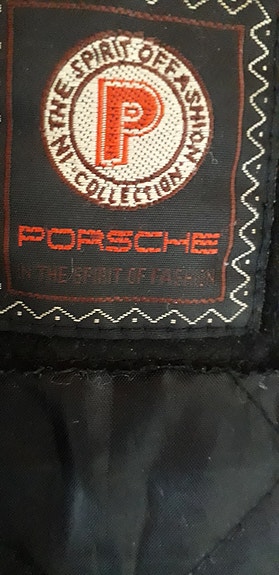 IN THE SPIRIT OF FASHION
COLLECTION
P
PORSCHE
IN THE SPIRIT OF FASHION